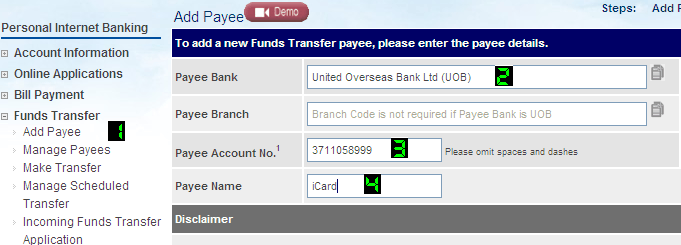 Steps: Add P
Add Payee Demo
Personal Internet Banking
Account Information
Online Applications
Bill Payment
Funds Transfer
Add Payee 1
Manage Payees
Make Transfer
Manage Scheduled
Transfer
Incoming Funds Transfer
Application
To add a new Funds Transfer payee, please enter the payee details.
Payee Bank United Overseas Bank Ltd (UOB) 2
Payee Branch Branch Code is not required if Payee Bank is UOB
Payee Account No.1 3711058999 3 Please omit spaces and dashes
Payee Name iCard 4
Disclaimer